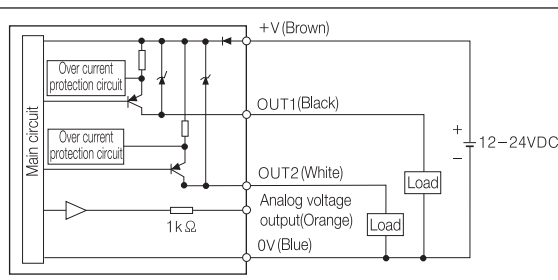 +V(Brown)
Over current
protection circuit
OUT1(Black)
Main circuit
Over current
protection circuit
+
12-24VDC
−
OUT2(White)
Load
Analog voltage
output(Orange)
Load
1kΩ
0V(Blue)